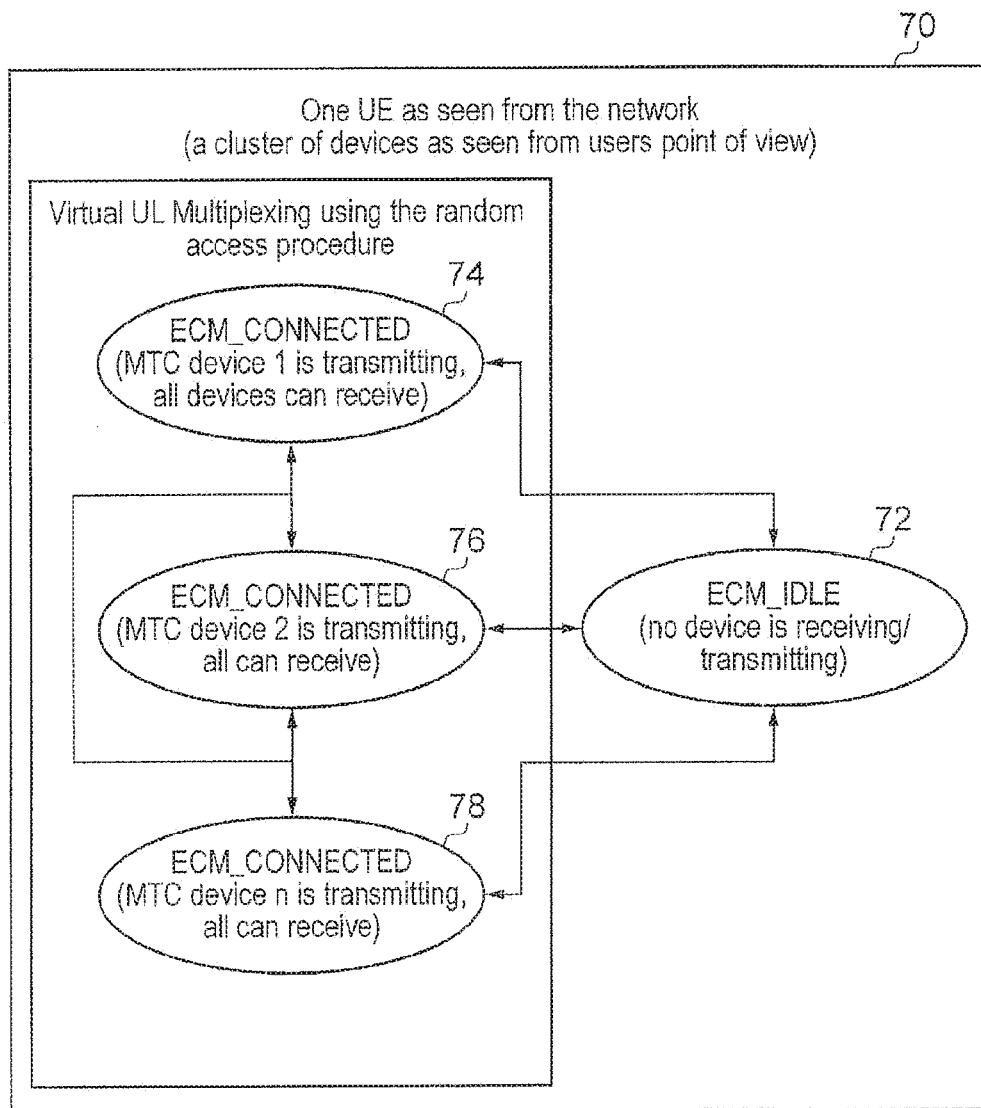 70
One UE as seen from the network
(a cluster of devices as seen from users point of view)
Virtual UL Multiplexing using the random
access procedure
74
ECM_CONNECTED
(MTC device 1 is transmitting,
all devices can receive)
76
ECM_CONNECTED
(MTC device 2 is transmitting,
all can receive)
72
ECM_IDLE
(no device is receiving/
transmitting)
78
ECM_CONNECTED
(MTC device n is transmitting,
all can receive)